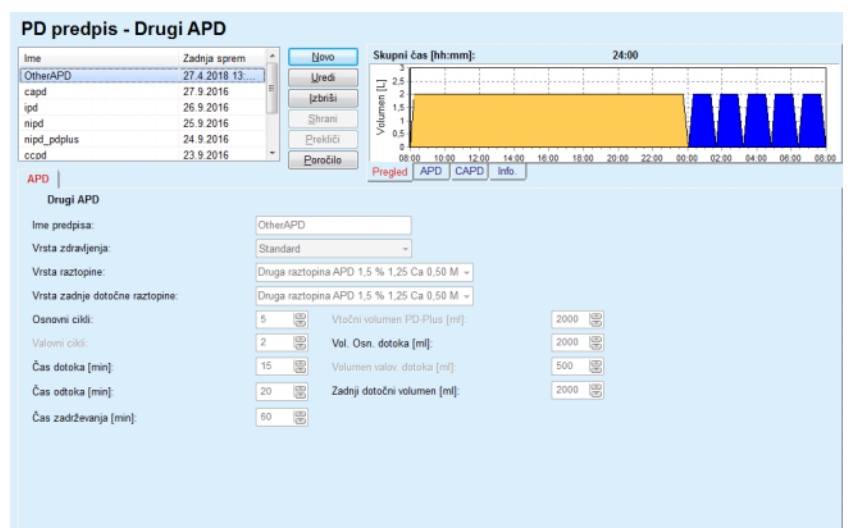 PD predpis - Drugi APD
Ime Zadnja sprem
OtherAPD 27.4.2018 13:...
capd 27.9.2016
ipd 26.9.2016
nipd 25.9.2016
nipd_pdplus 24.9.2016
ccpd 23.9.2016
Novo
Uredi
Izbriši
Shrani
Prekliči
Poročilo
Skupni čas [hh:mm]: 24:00
Volumen [L]
3
2,5
2
1,5
1
0,5
0
08:00 10:00 12:00 14:00 16:00 18:00 20:00 22:00 00:00 02:00 04:00 06:00 08:00
Pregled APD CAPD Info.
APD
Drugi APD
Ime predpisa: OtherAPD
Vrsta zdravljenja: Standard
Vrsta raztopine: Druga raztopina APD 1,5 % 1,25 Ca 0,50 M
Vrsta zadnje dotočne raztopine: Druga raztopina APD 1,5 % 1,25 Ca 0,50 M
Osnovni cikli: 5 Vtočni volumen PD-Plus [ml]: 2000
Valovni cikli: 2 Vol. Osn. dotoka [ml]: 2000
Čas dotoka [min]: 15 Volumen valov. dotoka [ml]: 500
Čas odtoka [min]: 20 Zadnji dotočni volumen [ml]: 2000
Čas zadrževanja [min]: 60